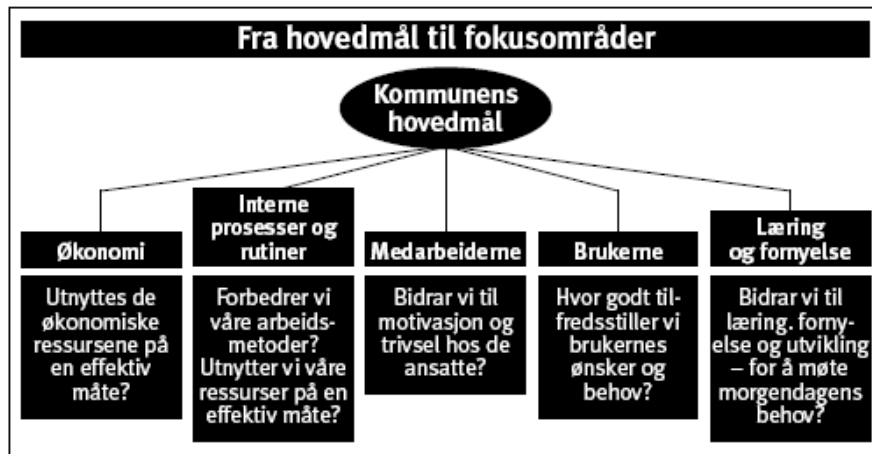 Fra hovedmål til fokusområder
Kommunens
hovedmål
Økonomi
Utnyttes de
økonomiske
ressursene på
en effektiv
måte?
Interne
prosesser og
rutiner
Forbedrer vi
våre arbeids-
metoder?
Utnytter vi våre
ressurser på en
effektiv måte?
Medarbeiderne
Bidrar vi til
motivasjon og
trivsel hos de
ansatte?
Brukerne
Hvor godt til-
fredsstiller vi
brukernes
ønsker og
behov?
Læring
og fornyelse
Bidrar vi til
læring. forny-
else og utvikling
– for å møte
morgendagens
behov?